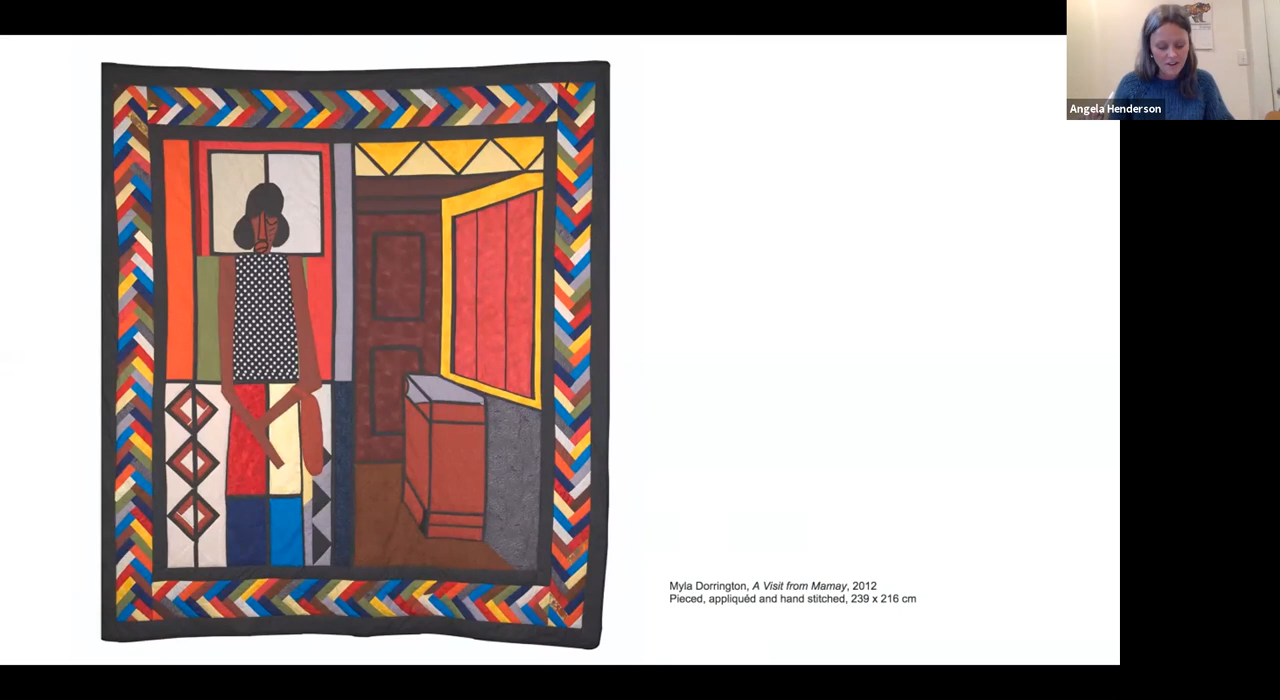 Angela Henderson
Myla Dorrington, A Visit from Mamay, 2012
Pieced, appliquéd and hand stitched, 239 x 216 cm